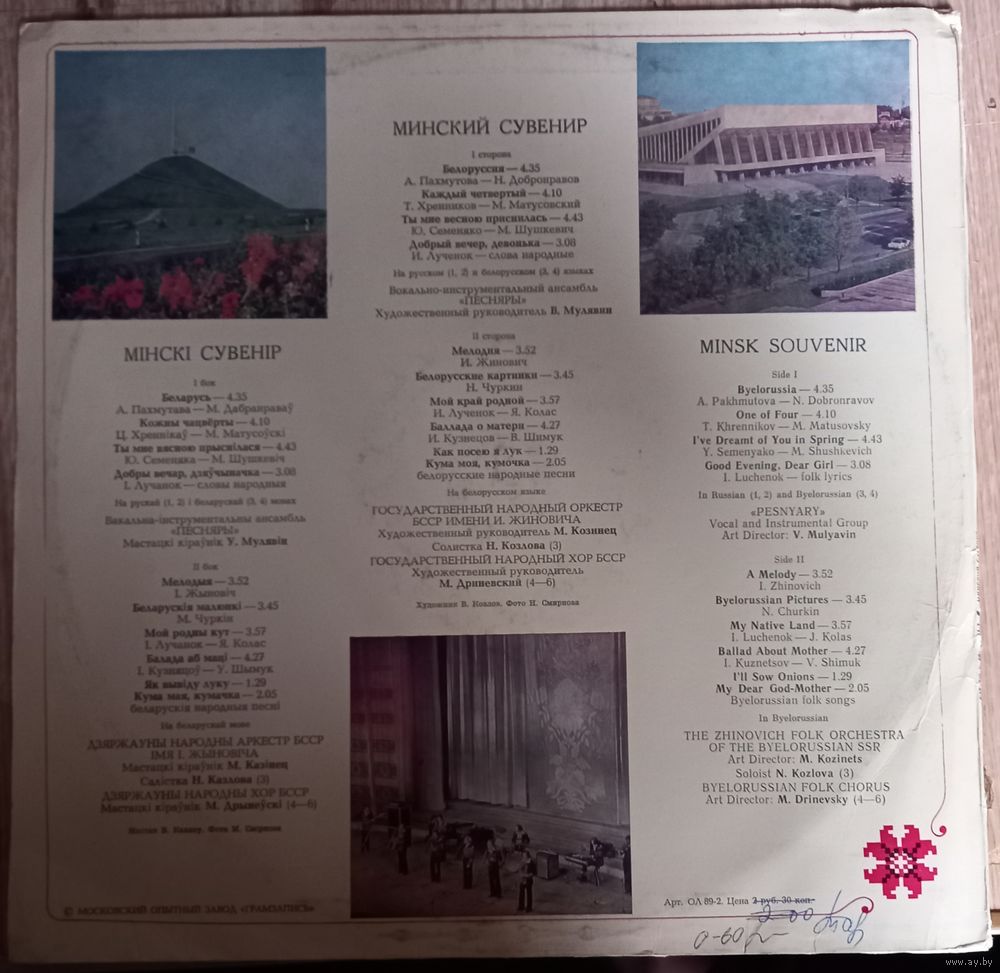 МИНСКИЙ СУВЕНИР
I сторона
Белоруссия — 4.35
А. Пахмутова — Н. Добронравов
Каждый четвертый — 4.10
Т. Хренников — М. Матусовский
Ты мне весною приснилась — 4.43
Ю. Семеняко — М. Шушкевич
Добрый вечер, девонька — 3.08
И. Лученок — слова народные
На русском (1, 2) и белорусском (3, 4) языках
Вокально-инструментальный ансамбль
«ПЕСНЯРЫ»
Художественный руководитель В. Мулявин
II сторона
Мелодия — 3.52
И. Жинович
Белорусские картинки — 3.45
Н. Чуркин
Мой край родной — 3.57
И. Лученок — Я. Колас
Баллада о матери — 4.27
И. Кузнецов — В. Шимук
Как посею я лук — 1.29
Кума моя, кумочка — 2.05
белорусские народные песни
На белорусском языке
ГОСУДАРСТВЕННЫЙ НАРОДНЫЙ ОРКЕСТР
БССР ИМЕНИ И. ЖИНОВИЧА
Художественный руководитель М. Козинец
Солистка Н. Козлова (3)
ГОСУДАРСТВЕННЫЙ НАРОДНЫЙ ХОР БССР
Художественный руководитель
М. Дриневский (4—6)
Художник В. Козлов. Фото Н. Смирнова
МІНСКІ СУВЕНІР
I бок
Беларусь — 4.35
А. Пахмутава — М. Дабранраваў
Кожны чацвёрты — 4.10
Ц. Хреннікаў — М. Матусоўскі
Ты мне вясною прыснілася — 4.43
Ю. Семеняка — М. Шушкевіч
Добры вечар, дзяўчыначка — 3.08
І. Лучанок — словы народныя
На рускай (1, 2) і беларускай (3, 4) мовах
Вакальна-інструментальны ансамбль
«ПЕСНЯРЫ»
Мастацкі кіраўнік У. Мулявін
II бок
Мелодыя — 3.52
І. Жыновіч
Беларускія малюнкі — 3.45
М. Чуркін
Мой родны кут — 3.57
І. Лучанок — Я. Колас
Балада аб маці — 4.27
І. Кузняцоў — У. Шымук
Як вывіду луку — 1.29
Кума мая, кумачка — 2.05
беларускія народныя песні
На беларускай мове
ДЗЯРЖАУНЫ НАРОДНЫ АРКЕСТР БССР
ІМЯ І. ЖЫНОВІЧА
Мастацкі кіраўнік М. Казінец
Салістка Н. Казлова (3)
ДЗЯРЖАУНЫ НАРОДНЫ ХОР БССР
Мастацкі кіраўнік М. Дрынеўскі (4—6)
MINSK SOUVENIR
Side I
Byelorussia — 4.35
A. Pakhmutova — N. Dobronravov
One of Four — 4.10
T. Khrennikov — M. Matusovsky
I've Dreamt of You in Spring — 4.43
Y. Semenyako — M. Shushkevich
Good Evening, Dear Girl — 3.08
I. Luchenok — folk lyrics
In Russian (1, 2) and Byelorussian (3, 4)
«PESNYARY»
Vocal and Instrumental Group
Art Director: V. Mulyavin
Side II
A Melody — 3.52
I. Zhinovich
Byelorussian Pictures — 3.45
N. Churkin
My Native Land — 3.57
I. Luchenok — J. Kolas
Ballad About Mother — 4.27
I. Kuznetsov — V. Shimuk
I'll Sow Onions — 1.29
My Dear God-Mother — 2.05
Byelorussian folk songs
In Byelorussian
THE ZHINOVICH FOLK ORCHESTRA
OF THE BYELORUSSIAN SSR
Art Director: M. Kozinets
Soloist N. Kozlova (3)
BYELORUSSIAN FOLK CHORUS
Art Director: M. Drinevsky (4—6)
© МОСКОВСКИЙ ОПЫТНЫЙ ЗАВОД «ГРАМЗАПИСЬ»
Арт. ОЛ 89-2. Цена 2 руб. 30 коп.
2-00
0-60
www.ay.by